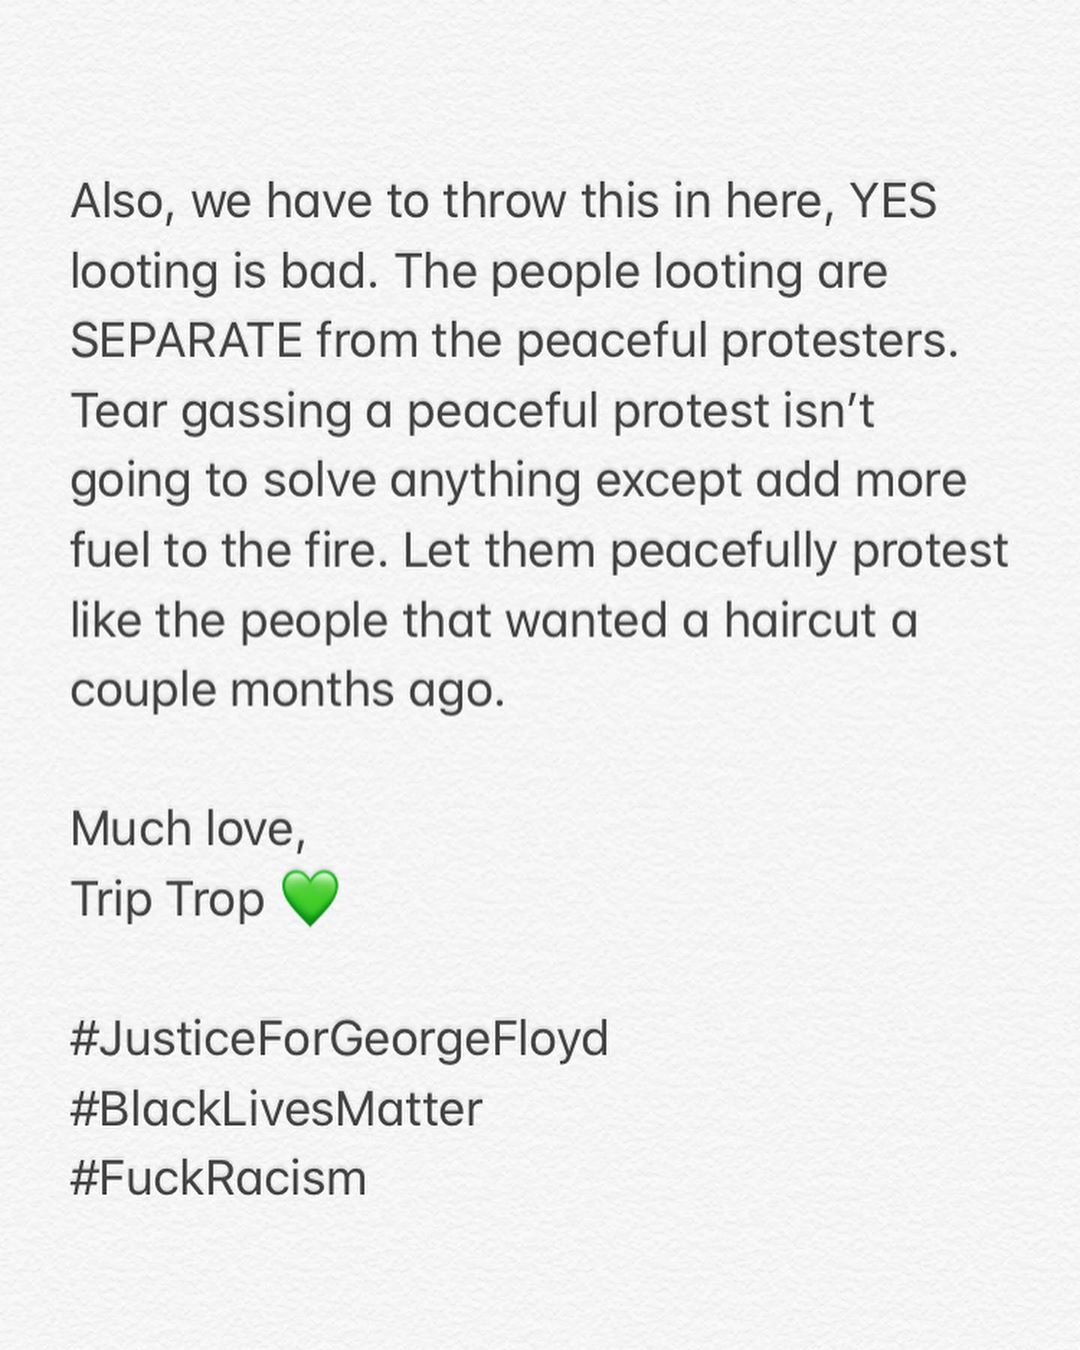 Also, we have to throw this in here, YES
looting is bad. The people looting are
SEPARATE from the peaceful protesters.
Tear gassing a peaceful protest isn’t
going to solve anything except add more
fuel to the fire. Let them peacefully protest
like the people that wanted a haircut a
couple months ago.

Much love,
Trip Trop 💚

#JusticeForGeorgeFloyd
#BlackLivesMatter
#FuckRacism